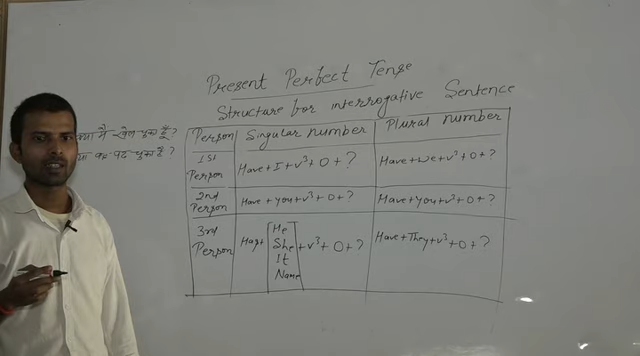 Present Perfect Tense
Structure for interrogative Sentence
मैं खेल चुका हूँ?
वह पढ़ चुका है?
Person Singular number Plural number
1st Person Have+I+v³+O+? Have+We+v³+O+?
2nd Person Have+you+v³+O+? Have+you+v³+O+?
3rd Person Has+ He +v³+O+? Have+They+v³+O+?
She
It
Name